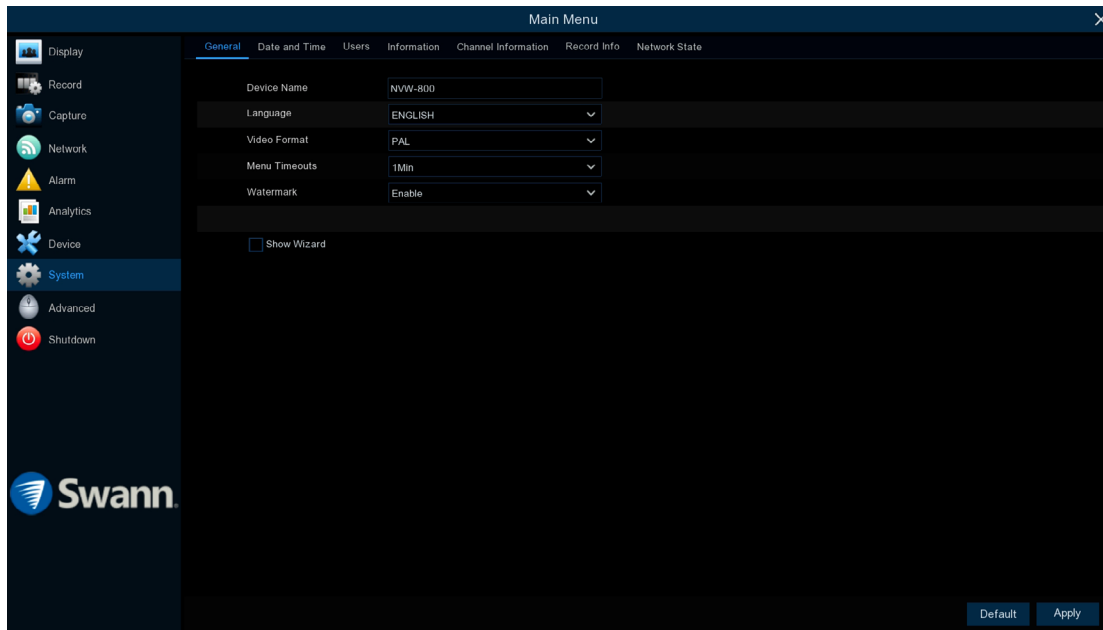 Main Menu
Display
Record
Capture
Network
Alarm
Analytics
Device
System
Advanced
Shutdown
Swann.
General Date and Time Users Information Channel Information Record Info Network State
Device Name NVW-800
Language ENGLISH
Video Format PAL
Menu Timeouts 1Min
Watermark Enable
Show Wizard
Default Apply